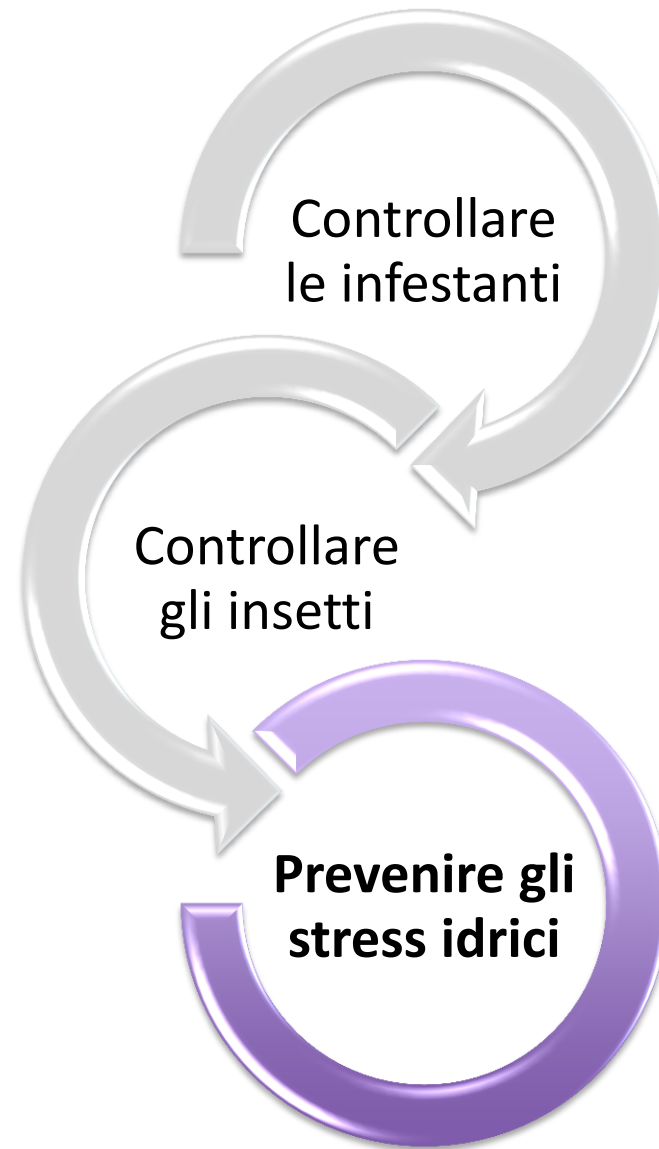 Controllare
le infestanti
Controllare
gli insetti
Prevenire gli
stress idrici